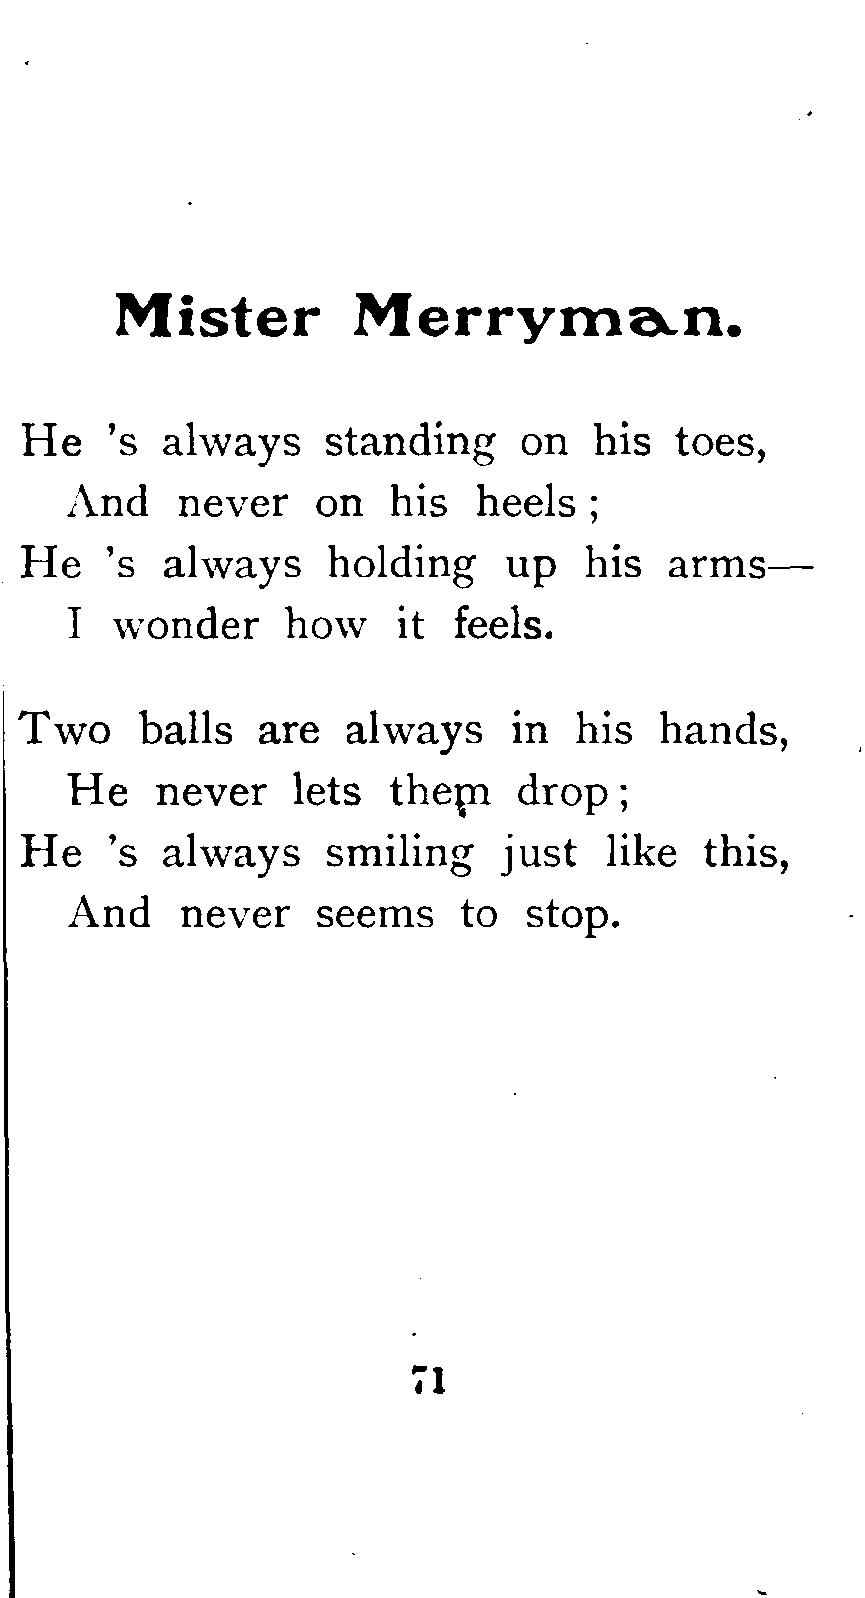 Mister Merryman.
He 's always standing on his toes,
And never on his heels ;
He 's always holding up his arms—
I wonder how it feels.
Two balls are always in his hands,
He never lets them drop ;
He 's always smiling just like this,
And never seems to stop.
71